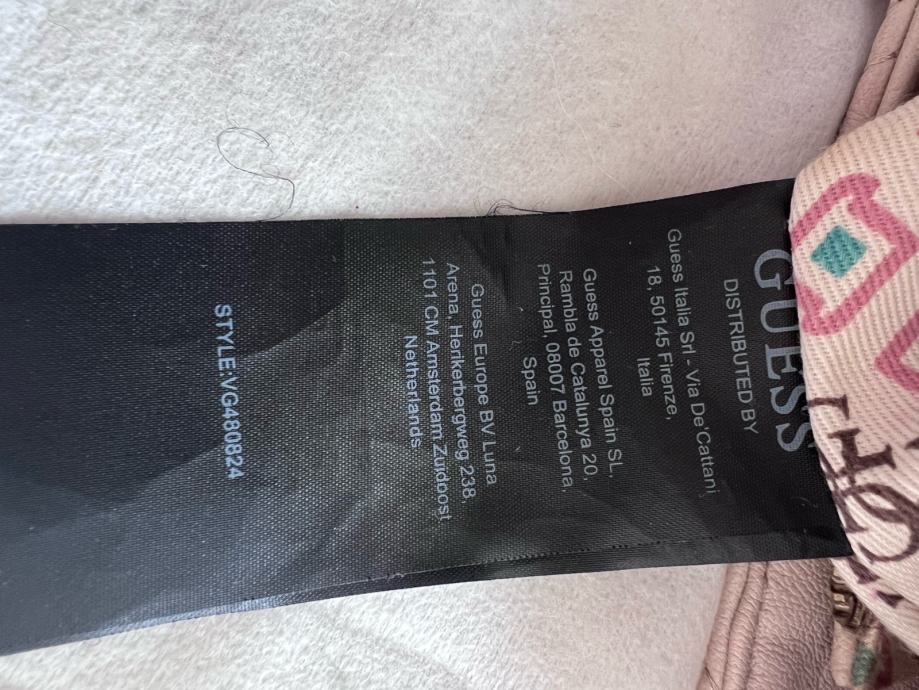 GUESS
DISTRIBUTED BY
Guess Italia Srl - Via De'Cattani
18, 50145 Firenze,
Italia
Guess Apparel Spain SL,
Rambla de Catalunya 20,
Principal, 08007 Barcelona,
Spain
Guess Europe BV Luna
Arena, Herikerbergweg 238,
1101 CM Amsterdam Zuidoost
Netherlands
STYLE:VG480824